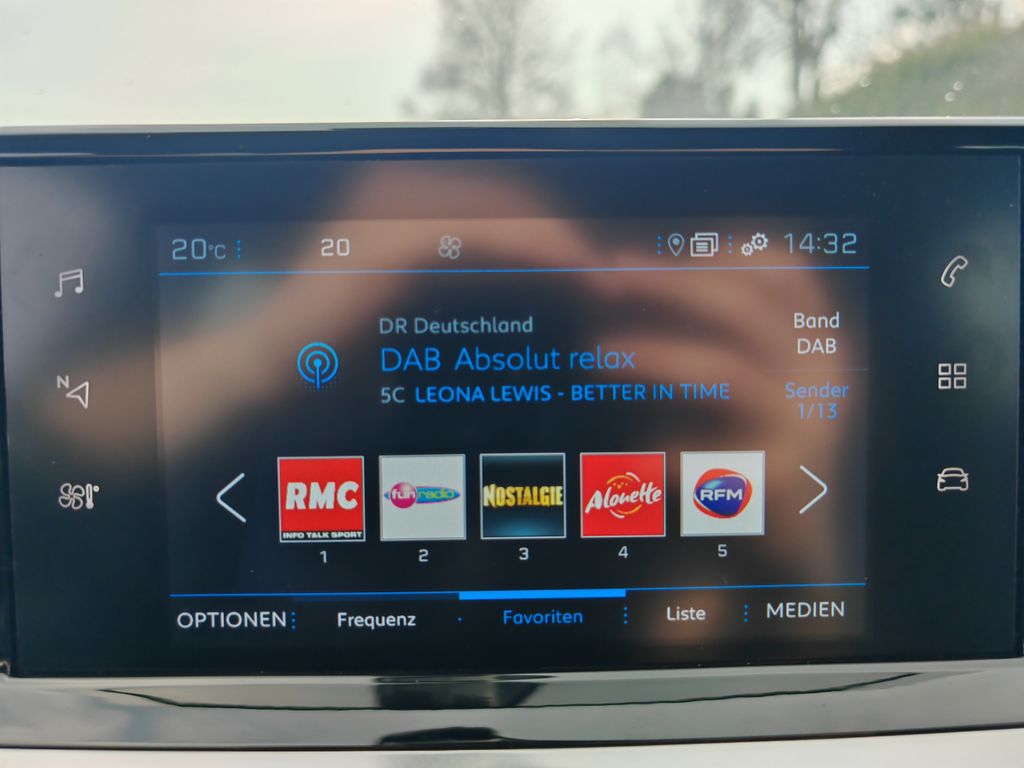 20°C 20 14:32
DR Deutschland
DAB Absolut relax
5C LEONA LEWIS - BETTER IN TIME
Band
DAB
Sender
1/13
N
RMC
INFO TALK SPORT
fun radio
NOSTALGIE
Alouette
RFM
1 2 3 4 5
OPTIONEN Frequenz Favoriten Liste MEDIEN